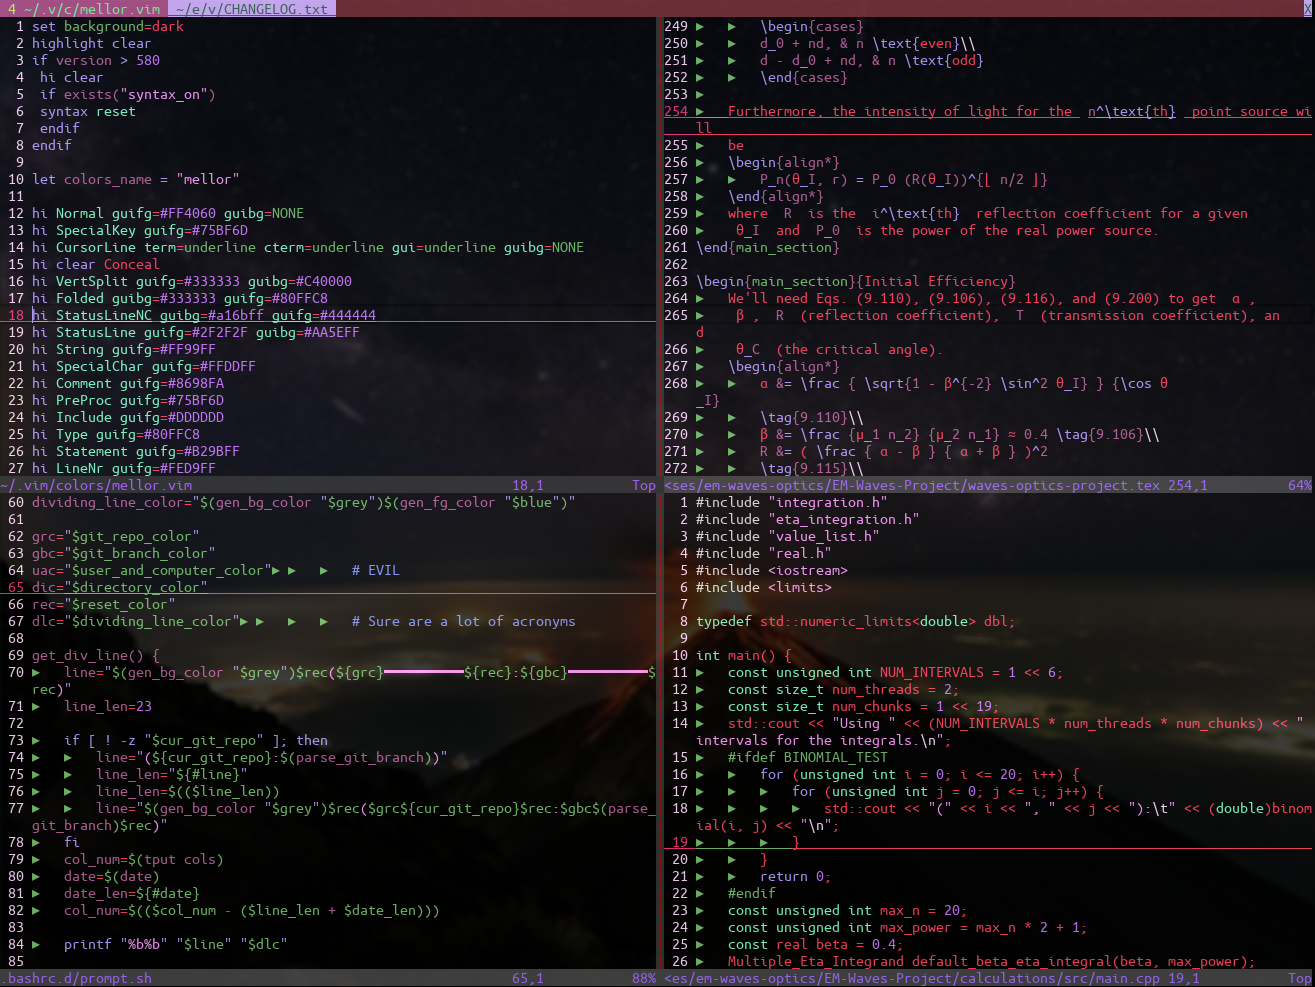 4 ~/.v/c/mellor.vim  ~/e/v/CHANGELOG.txt X
1 set background=dark
2 highlight clear
3 if version > 580
4 hi clear
5 if exists("syntax_on")
6 syntax reset
7 endif
8 endif
9
10 let colors_name = "mellor"
11
12 hi Normal guifg=#FF4060 guibg=NONE
13 hi SpecialKey guifg=#75BF6D
14 hi CursorLine term=underline cterm=underline gui=underline guibg=NONE
15 hi clear Conceal
16 hi VertSplit guifg=#333333 guibg=#C40000
17 hi Folded guibg=#333333 guifg=#80FFC8
18 hi StatusLineNC guibg=#a16bff guifg=#444444
19 hi StatusLine guifg=#2F2F2F guibg=#AA5EFF
20 hi String guifg=#FF99FF
21 hi SpecialChar guifg=#FFDDFF
22 hi Comment guifg=#8698FA
23 hi PreProc guifg=#75BF6D
24 hi Include guifg=#DDDDDD
25 hi Type guifg=#80FFC8
26 hi Statement guifg=#B29BFF
27 hi LineNr guifg=#FED9FF
~/.vim/colors/mellor.vim 18,1 Top
249 ▶ ▶ \begin{cases}
250 ▶ ▶ d_0 + nd, & n \text{even}\\
251 ▶ ▶ d - d_0 + nd, & n \text{odd}
252 ▶ ▶ \end{cases}
253 ▶
254 ▶ Furthermore, the intensity of light for the  n^\text{th}  point source wi
ll
255 ▶ be
256 ▶ \begin{align*}
257 ▶ ▶ P_n(θ_I, r) = P_0 (R(θ_I))^{⌊ n/2 ⌋}
258 ▶ \end{align*}
259 ▶ where  R  is the  i^\text{th}  reflection coefficient for a given
260 ▶ θ_I  and  P_0  is the power of the real power source.
261 \end{main_section}
262
263 \begin{main_section}{Initial Efficiency}
264 ▶ We'll need Eqs. (9.110), (9.106), (9.116), and (9.200) to get  α ,
265 ▶ β ,  R  (reflection coefficient),  T  (transmission coefficient), an
d
266 ▶ θ_C  (the critical angle).
267 ▶ \begin{align*}
268 ▶ ▶ α &= \frac { \sqrt{1 - β^{-2} \sin^2 θ_I} } {\cos θ
_I}
269 ▶ ▶ \tag{9.110}\\
270 ▶ ▶ β &= \frac {μ_1 n_2} {μ_2 n_1} ≈ 0.4 \tag{9.106}\\
271 ▶ ▶ R &= ( \frac { α - β } { α + β } )^2
272 ▶ ▶ \tag{9.115}\\
<ses/em-waves-optics/EM-Waves-Project/waves-optics-project.tex 254,1 64%
60 dividing_line_color="$(gen_bg_color "$grey")$(gen_fg_color "$blue")"
61
62 grc="$git_repo_color"
63 gbc="$git_branch_color"
64 uac="$user_and_computer_color"▶ ▶ ▶ # EVIL
65 dic="$directory_color"
66 rec="$reset_color"
67 dlc="$dividing_line_color"▶ ▶ ▶ ▶ # Sure are a lot of acronyms
68
69 get_div_line() {
70 ▶ line="$(gen_bg_color "$grey")$rec(${grc}━━━━━━━━━━${rec}:${gbc}━━━━━━━━━━$
rec)"
71 ▶ line_len=23
72
73 ▶ if [ ! -z "$cur_git_repo" ]; then
74 ▶ ▶ line="(${cur_git_repo}:$(parse_git_branch))"
75 ▶ ▶ line_len="${#line}"
76 ▶ ▶ line_len=$(($line_len))
77 ▶ ▶ line="$(gen_bg_color "$grey")$rec($grc${cur_git_repo}$rec:$gbc$(parse_
git_branch)$rec)"
78 ▶ fi
79 ▶ col_num=$(tput cols)
80 ▶ date=$(date)
81 ▶ date_len=${#date}
82 ▶ col_num=$(($col_num - ($line_len + $date_len)))
83
84 ▶ printf "%b%b" "$line" "$dlc"
85
.bashrc.d/prompt.sh 65,1 88%
1 #include "integration.h"
2 #include "eta_integration.h"
3 #include "value_list.h"
4 #include "real.h"
5 #include <iostream>
6 #include <limits>
7
8 typedef std::numeric_limits<double> dbl;
9
10 int main() {
11 ▶ const unsigned int NUM_INTERVALS = 1 << 6;
12 ▶ const size_t num_threads = 2;
13 ▶ const size_t num_chunks = 1 << 19;
14 ▶ std::cout << "Using " << (NUM_INTERVALS * num_threads * num_chunks) << "
intervals for the integrals.\n";
15 ▶ #ifdef BINOMIAL_TEST
16 ▶ ▶ for (unsigned int i = 0; i <= 20; i++) {
17 ▶ ▶ ▶ for (unsigned int j = 0; j <= i; j++) {
18 ▶ ▶ ▶ ▶ std::cout << "(" << i << ", " << j << "):\t" << (double)binom
ial(i, j) << "\n";
19 ▶ ▶ ▶ }
20 ▶ ▶ }
21 ▶ ▶ return 0;
22 ▶ #endif
23 ▶ const unsigned int max_n = 20;
24 ▶ const unsigned int max_power = max_n * 2 + 1;
25 ▶ const real beta = 0.4;
26 ▶ Multiple_Eta_Integrand default_beta_eta_integral(beta, max_power);
<es/em-waves-optics/EM-Waves-Project/calculations/src/main.cpp 19,1 Top